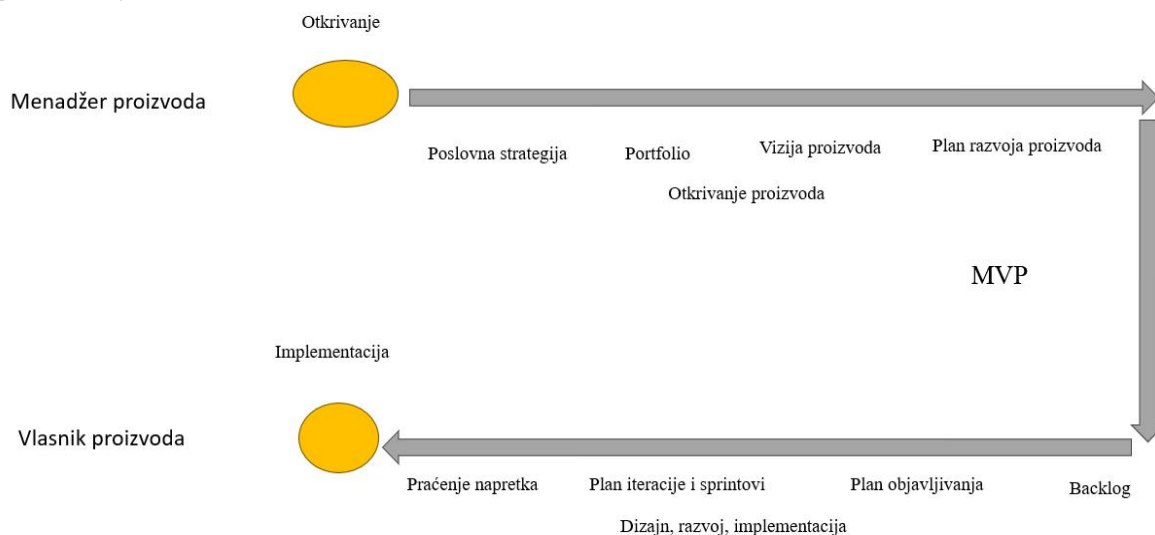 Otkrivanje
Menadžer proizvoda
Poslovna strategija
Portfolio
Vizija proizvoda
Plan razvoja proizvoda
Otkrivanje proizvoda
MVP
Implementacija
Vlasnik proizvoda
Praćenje napretka
Plan iteracije i sprintovi
Plan objavljivanja
Backlog
Dizajn, razvoj, implementacija